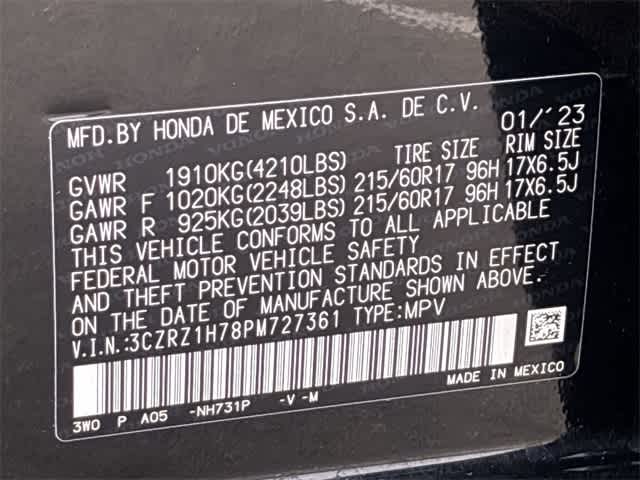 MFD.BY HONDA DE MEXICO S.A. DE C.V. 01/'23
TIRE SIZE RIM SIZE
GVWR 1910KG(4210LBS)
GAWR F 1020KG(2248LBS) 215/60R17 96H 17X6.5J
GAWR R 925KG(2039LBS) 215/60R17 96H 17X6.5J
THIS VEHICLE CONFORMS TO ALL APPLICABLE
FEDERAL MOTOR VEHICLE SAFETY
AND THEFT PREVENTION STANDARDS IN EFFECT
ON THE DATE OF MANUFACTURE SHOWN ABOVE.
V.I.N.:3CZRZ1H78PM727361 TYPE:MPV
3W0 P A05 -NH731P -V -M MADE IN MEXICO